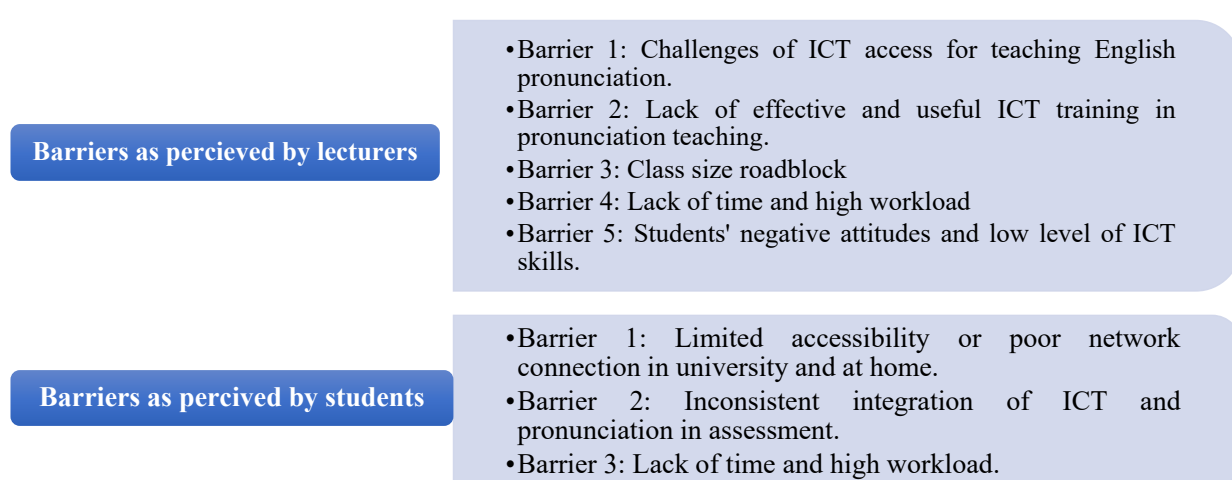 Barriers as percieved by lecturers
•Barrier 1: Challenges of ICT access for teaching English
pronunciation.
•Barrier 2: Lack of effective and useful ICT training in
pronunciation teaching.
•Barrier 3: Class size roadblock
•Barrier 4: Lack of time and high workload
•Barrier 5: Students' negative attitudes and low level of ICT
skills.
Barriers as percived by students
•Barrier 1: Limited accessibility or poor network
connection in university and at home.
•Barrier 2: Inconsistent integration of ICT and
pronunciation in assessment.
•Barrier 3: Lack of time and high workload.